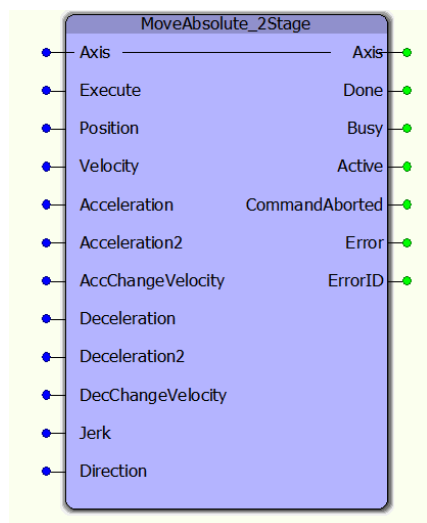 MoveAbsolute_2Stage
Axis Axis
Execute Done
Position Busy
Velocity Active
Acceleration CommandAborted
Acceleration2 Error
AccChangeVelocity ErrorID
Deceleration
Deceleration2
DecChangeVelocity
Jerk
Direction